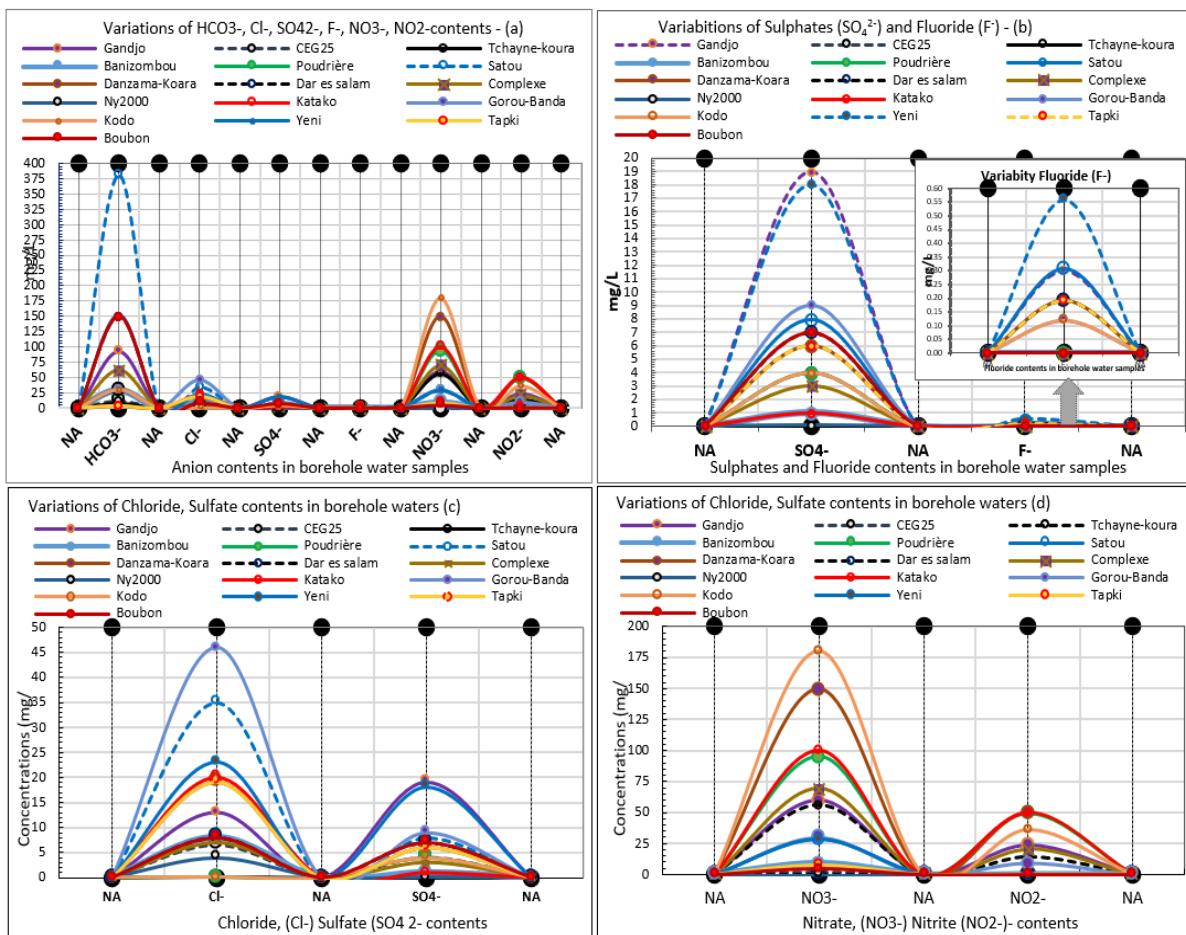 Variations of HCO3-, Cl-, SO42-, F-, NO3-, NO2-contents - (a)
Gandjo CEG25 Tchayne-koura
Banizombou Poudrière Satou
Danzama-Koara Dar es salam Complexe
Ny2000 Katako Gorou-Banda
Kodo Yeni Tapki
Boubon
400
375
350
325
300
275
250
225
200
175
150
125
100
75
50
25
0
NA HCO3- NA Cl- NA SO4- NA F- NA NO3- NA NO2- NA
Anion contents in borehole water samples
Variabitions of Sulphates (SO₄²⁻) and Fluoride (F⁻) - (b)
Gandjo CEG25 Tchayne-koura
Banizombou Poudrière Satou
Danzama-Koara Dar es salam Complexe
Ny2000 Katako Gorou-Banda
Kodo Yeni Tapki
Boubon
mg/L
20
19
18
17
16
15
14
13
12
11
10
9
8
7
6
5
4
3
2
1
0
Variabity Fluoride (F-)
mg/L
0.60
0.55
0.50
0.45
0.40
0.35
0.30
0.25
0.20
0.15
0.10
0.05
0.00
Fluoride contents in borehole water samples
NA SO4- NA F- NA
Sulphates and Fluoride contents in borehole water samples
Variations of Chloride, Sulfate contents in borehole waters (c)
Gandjo CEG25 Tchayne-koura
Banizombou Poudrière Satou
Danzama-Koara Dar es salam Complexe
Ny2000 Katako Gorou-Banda
Kodo Yeni Tapki
Boubon
Concentrations (mg/
50
45
40
35
30
25
20
15
10
5
0
NA Cl- NA SO4- NA
Chloride, (Cl-) Sulfate (SO4 2- contents
Variations of Chloride, Sulfate contents in borehole waters (d)
Gandjo CEG25 Tchayne-koura
Banizombou Poudrière Satou
Danzama-Koara Dar es salam Complexe
Ny2000 Katako Gorou-Banda
Kodo Yeni Tapki
Boubon
Concentrations (mg/
200
175
150
125
100
75
50
25
0
NA NO3- NA NO2- NA
Nitrate, (NO3-) Nitrite (NO2-)- contents